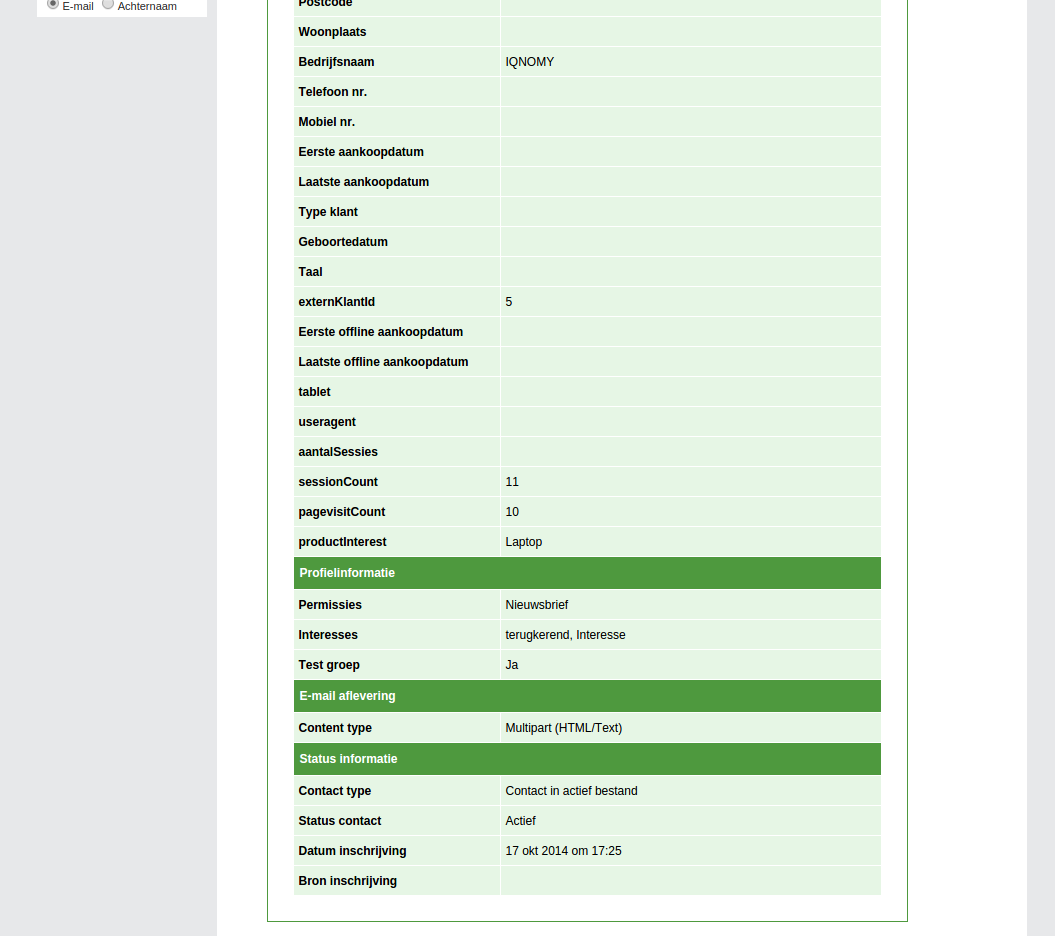 E-mail Achternaam
Postcode
Woonplaats
Bedrijfsnaam IQNOMY
Telefoon nr.
Mobiel nr.
Eerste aankoopdatum
Laatste aankoopdatum
Type klant
Geboortedatum
Taal
externKlantId 5
Eerste offline aankoopdatum
Laatste offline aankoopdatum
tablet
useragent
aantalSessies
sessionCount 11
pagevisitCount 10
productInterest Laptop
Profielinformatie
Permissies Nieuwsbrief
Interesses terugkerend, Interesse
Test groep Ja
E-mail aflevering
Content type Multipart (HTML/Text)
Status informatie
Contact type Contact in actief bestand
Status contact Actief
Datum inschrijving 17 okt 2014 om 17:25
Bron inschrijving